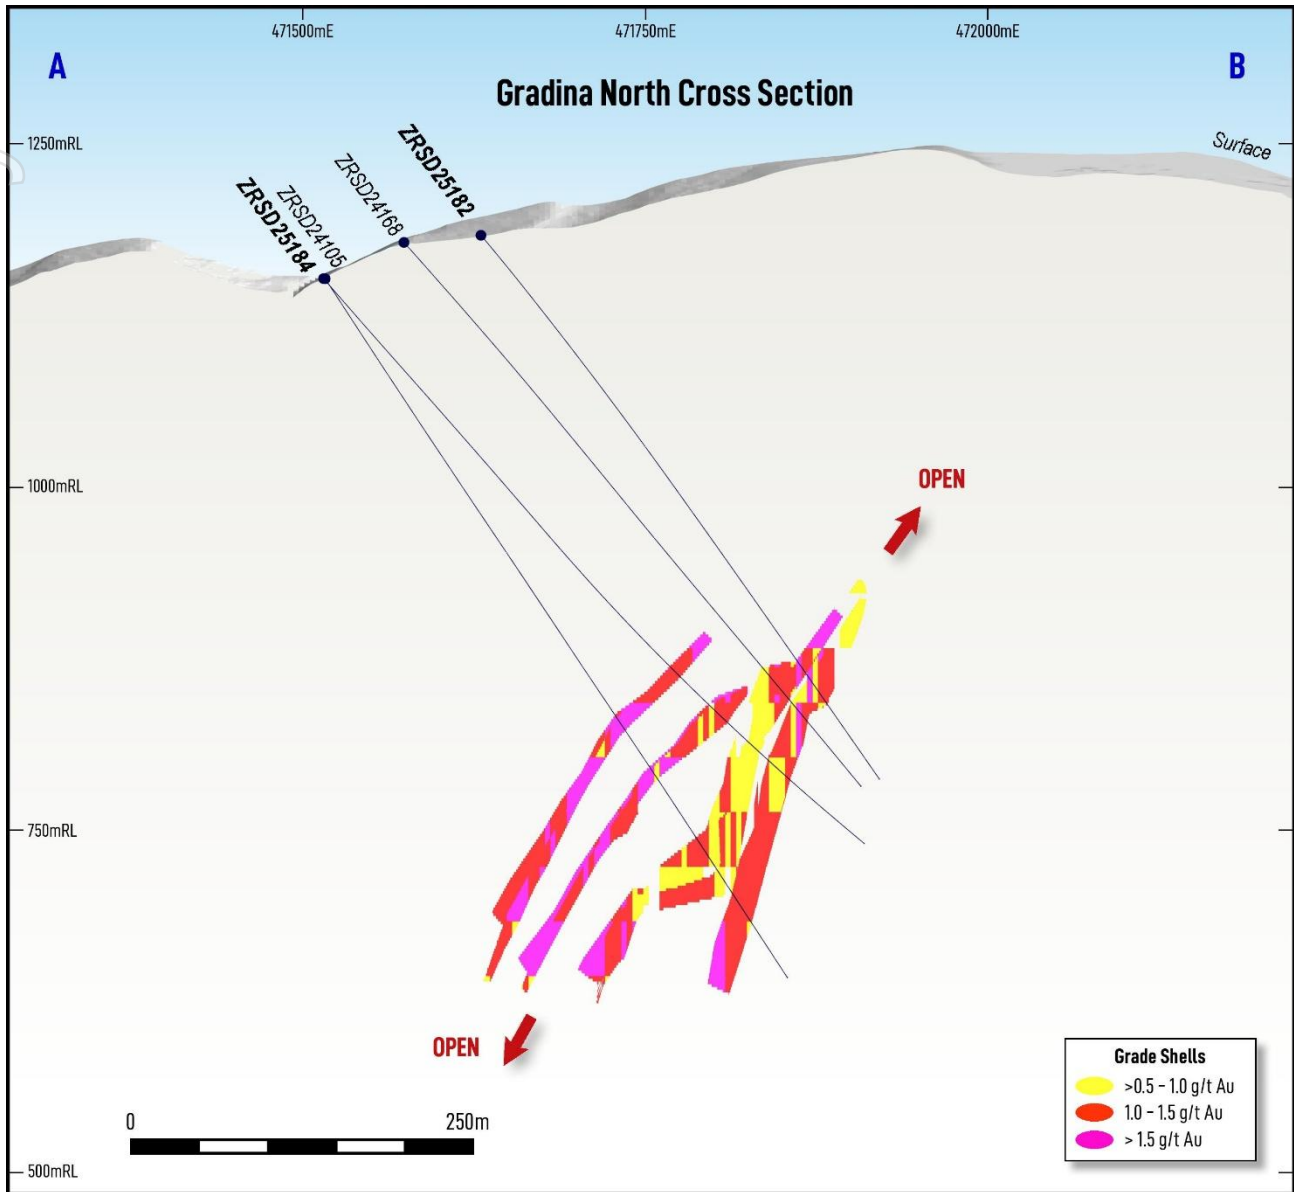 471500mE
471750mE
472000mE
A
B
Gradina North Cross Section
1250mRL
Surface
ZRSD25182
ZRSD24168
ZRSD24105
ZRSD25184
1000mRL
OPEN
750mRL
OPEN
Grade Shells
>0.5 - 1.0 g/t Au
1.0 - 1.5 g/t Au
> 1.5 g/t Au
0 250m
500mRL